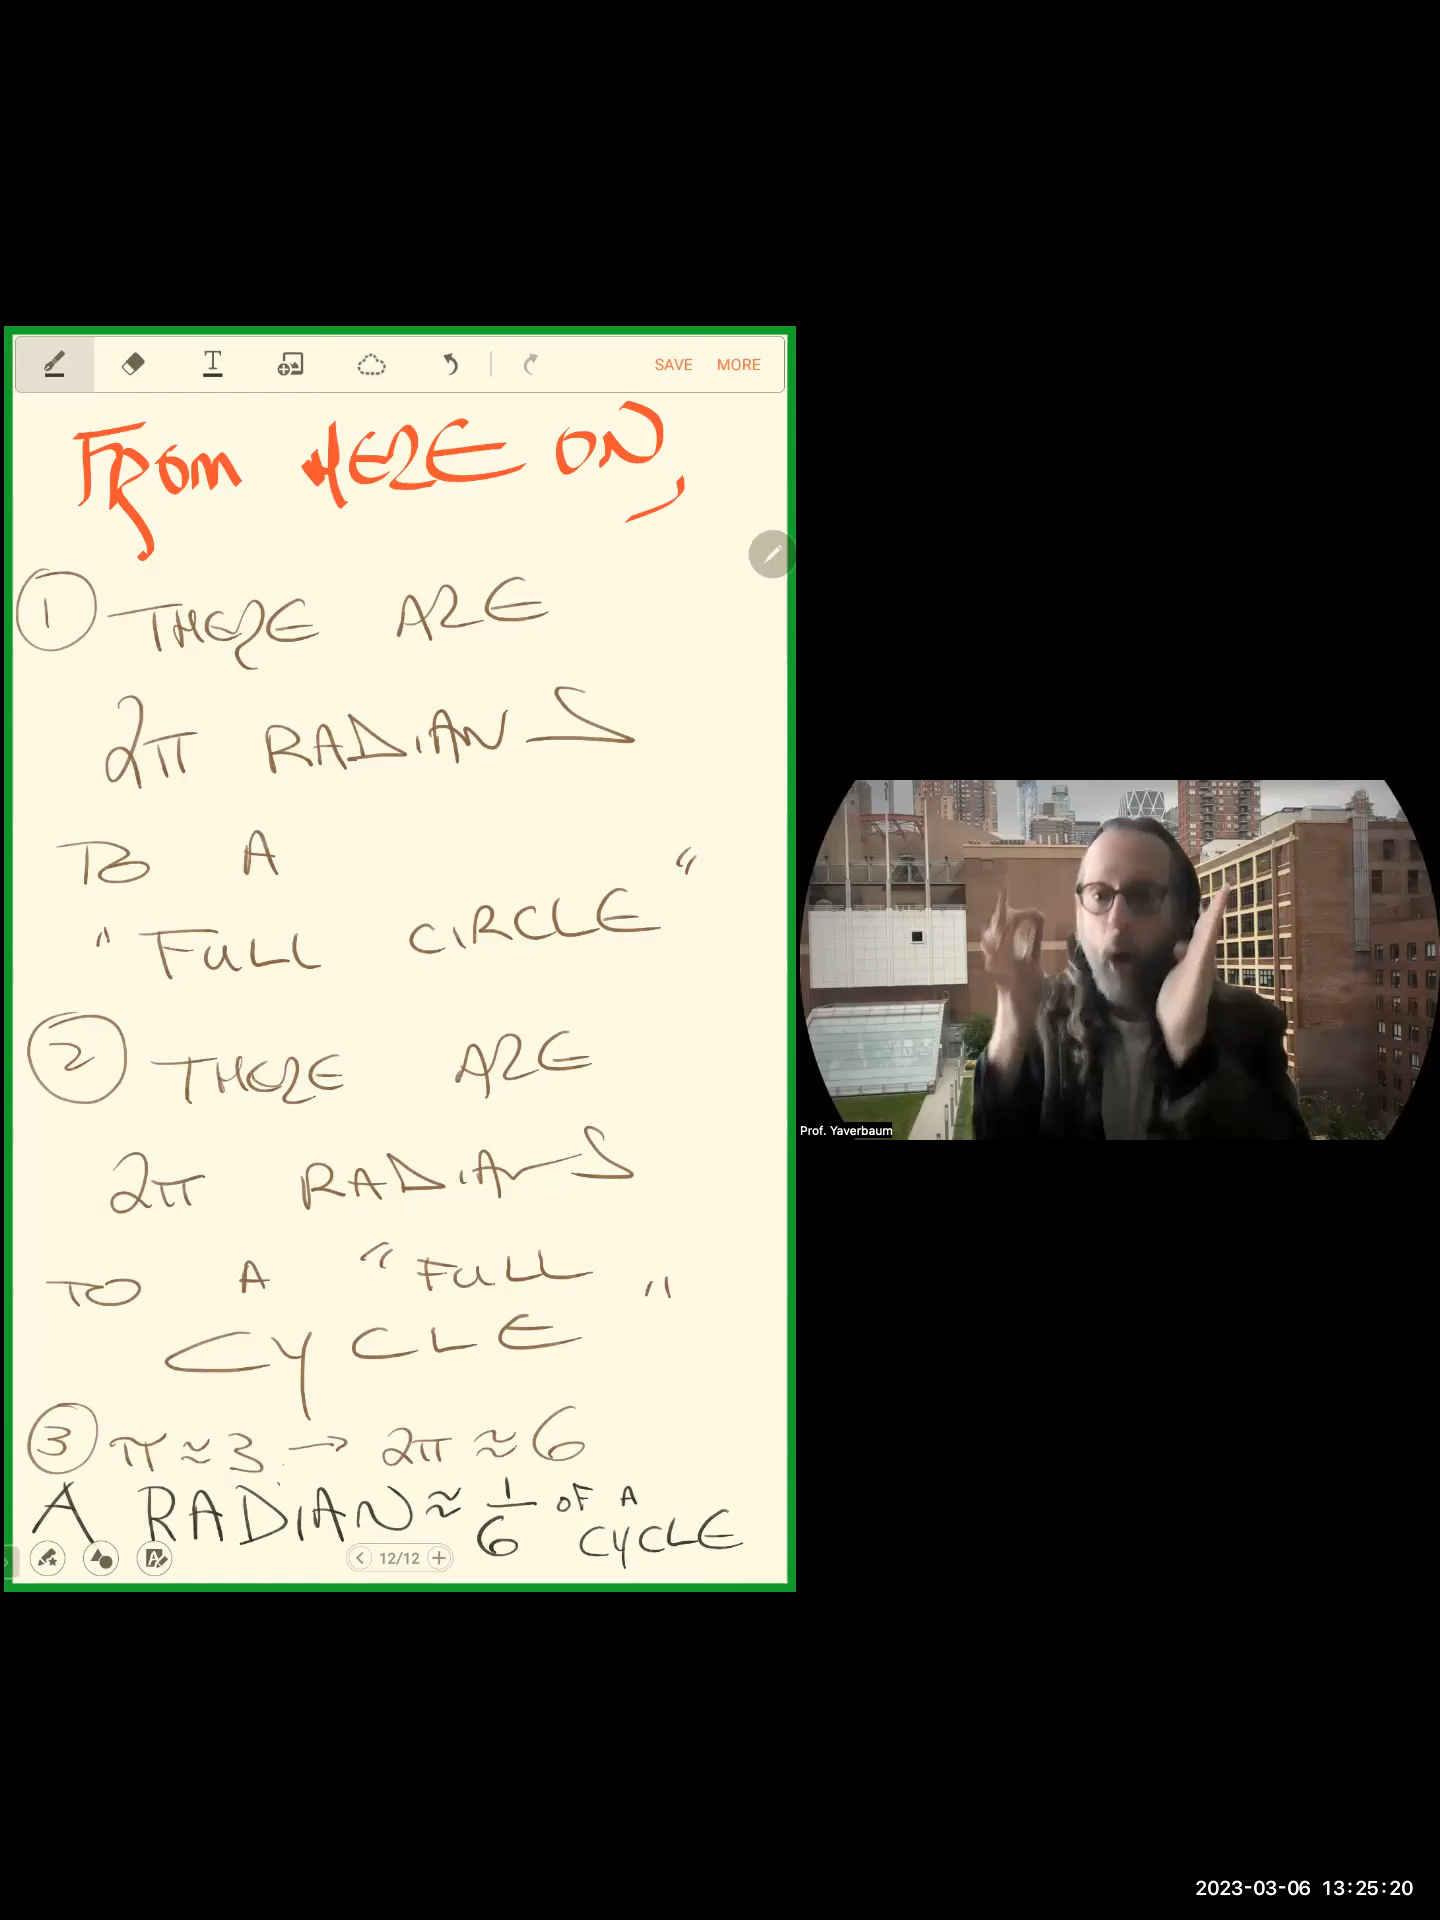 SAVE MORE
FROM HERE ON,
1 THERE ARE
2π RADIANS
TO A
"FULL CIRCLE"
2 THERE ARE
2π RADIANS
TO A "FULL
CYCLE"
3 π ≈ 3 → 2π ≈ 6
A RADIAN ≈ 1/6 OF A
CYCLE
12/12
Prof. Yaverbaum
2023-03-06 13:25:20